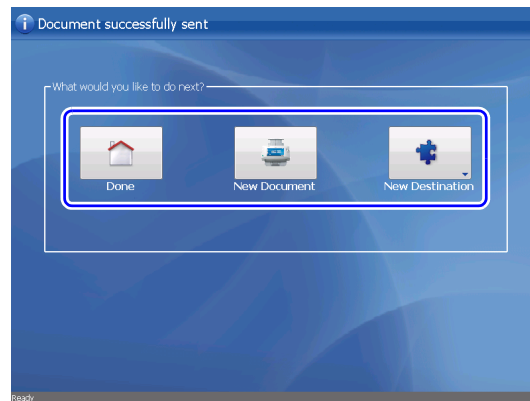 Document successfully sent
What would you like to do next?
Done New Document New Destination
Ready